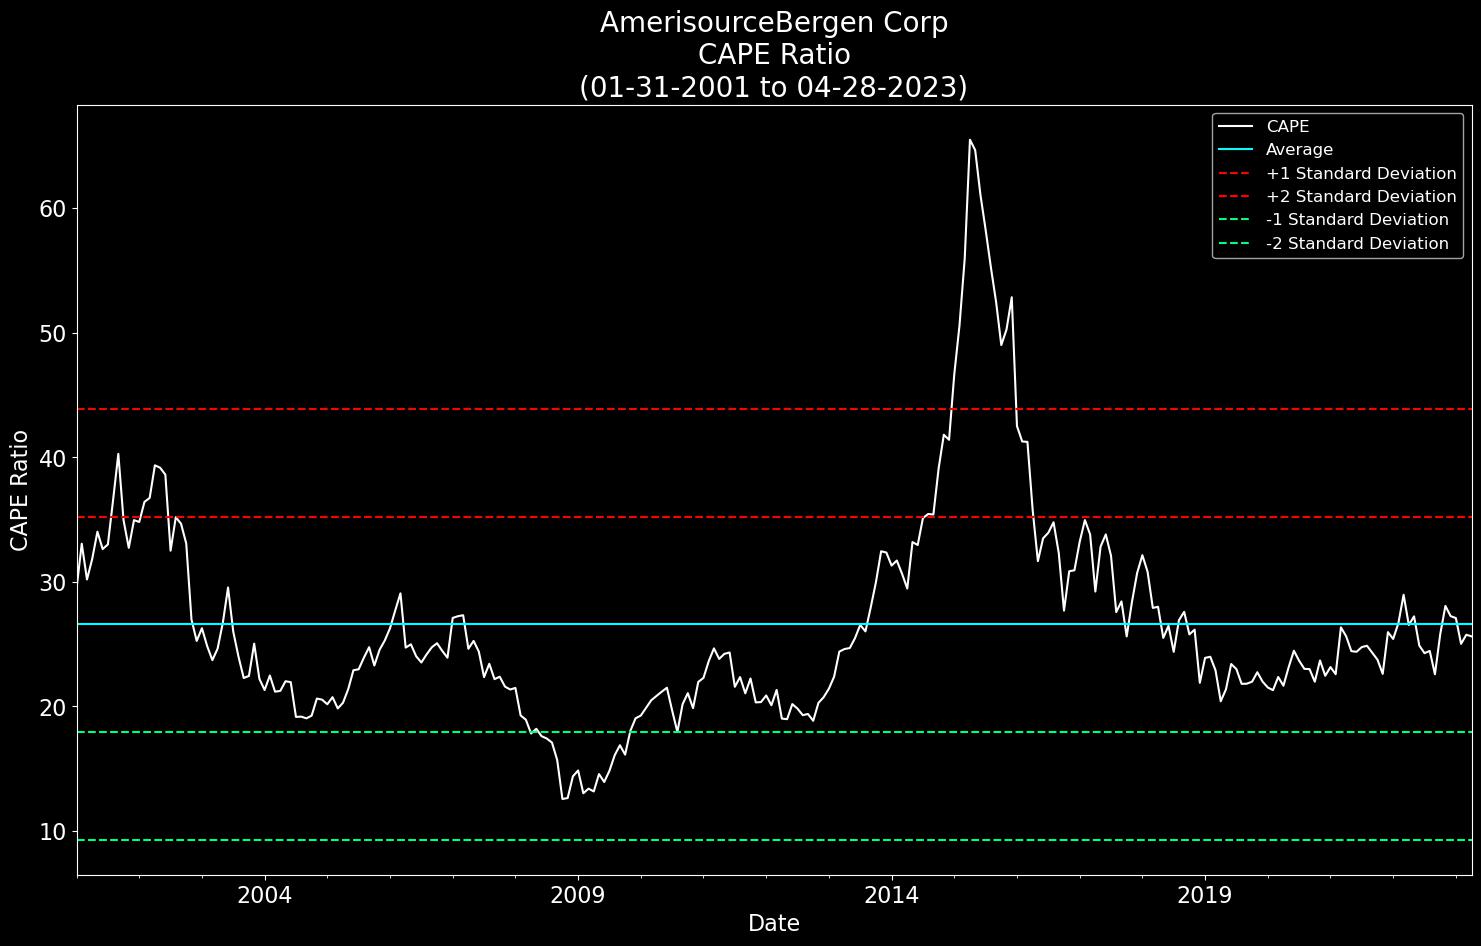 AmerisourceBergen Corp
CAPE Ratio
(01-31-2001 to 04-28-2023)
CAPE
Average
+1 Standard Deviation
+2 Standard Deviation
-1 Standard Deviation
-2 Standard Deviation
60
50
40
30
20
10
CAPE Ratio
2004 2009 2014 2019
Date